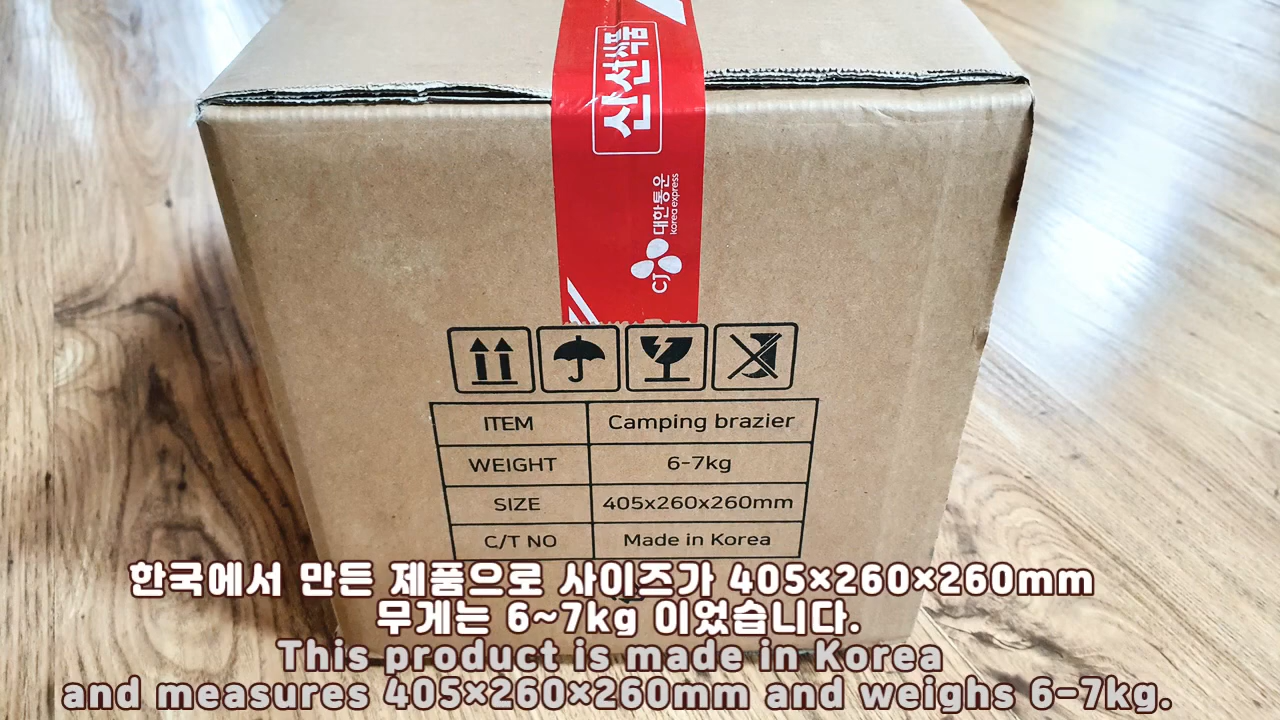 신선식품
CJ 대한통운
Korea express
ITEM Camping brazier
WEIGHT 6-7kg
SIZE 405x260x260mm
C/T NO Made in Korea
한국에서 만든 제품으로 사이즈가 405×260×260mm
무게는 6~7kg 이었습니다.
This product is made in Korea
and measures 405×260×260mm and weighs 6-7kg.